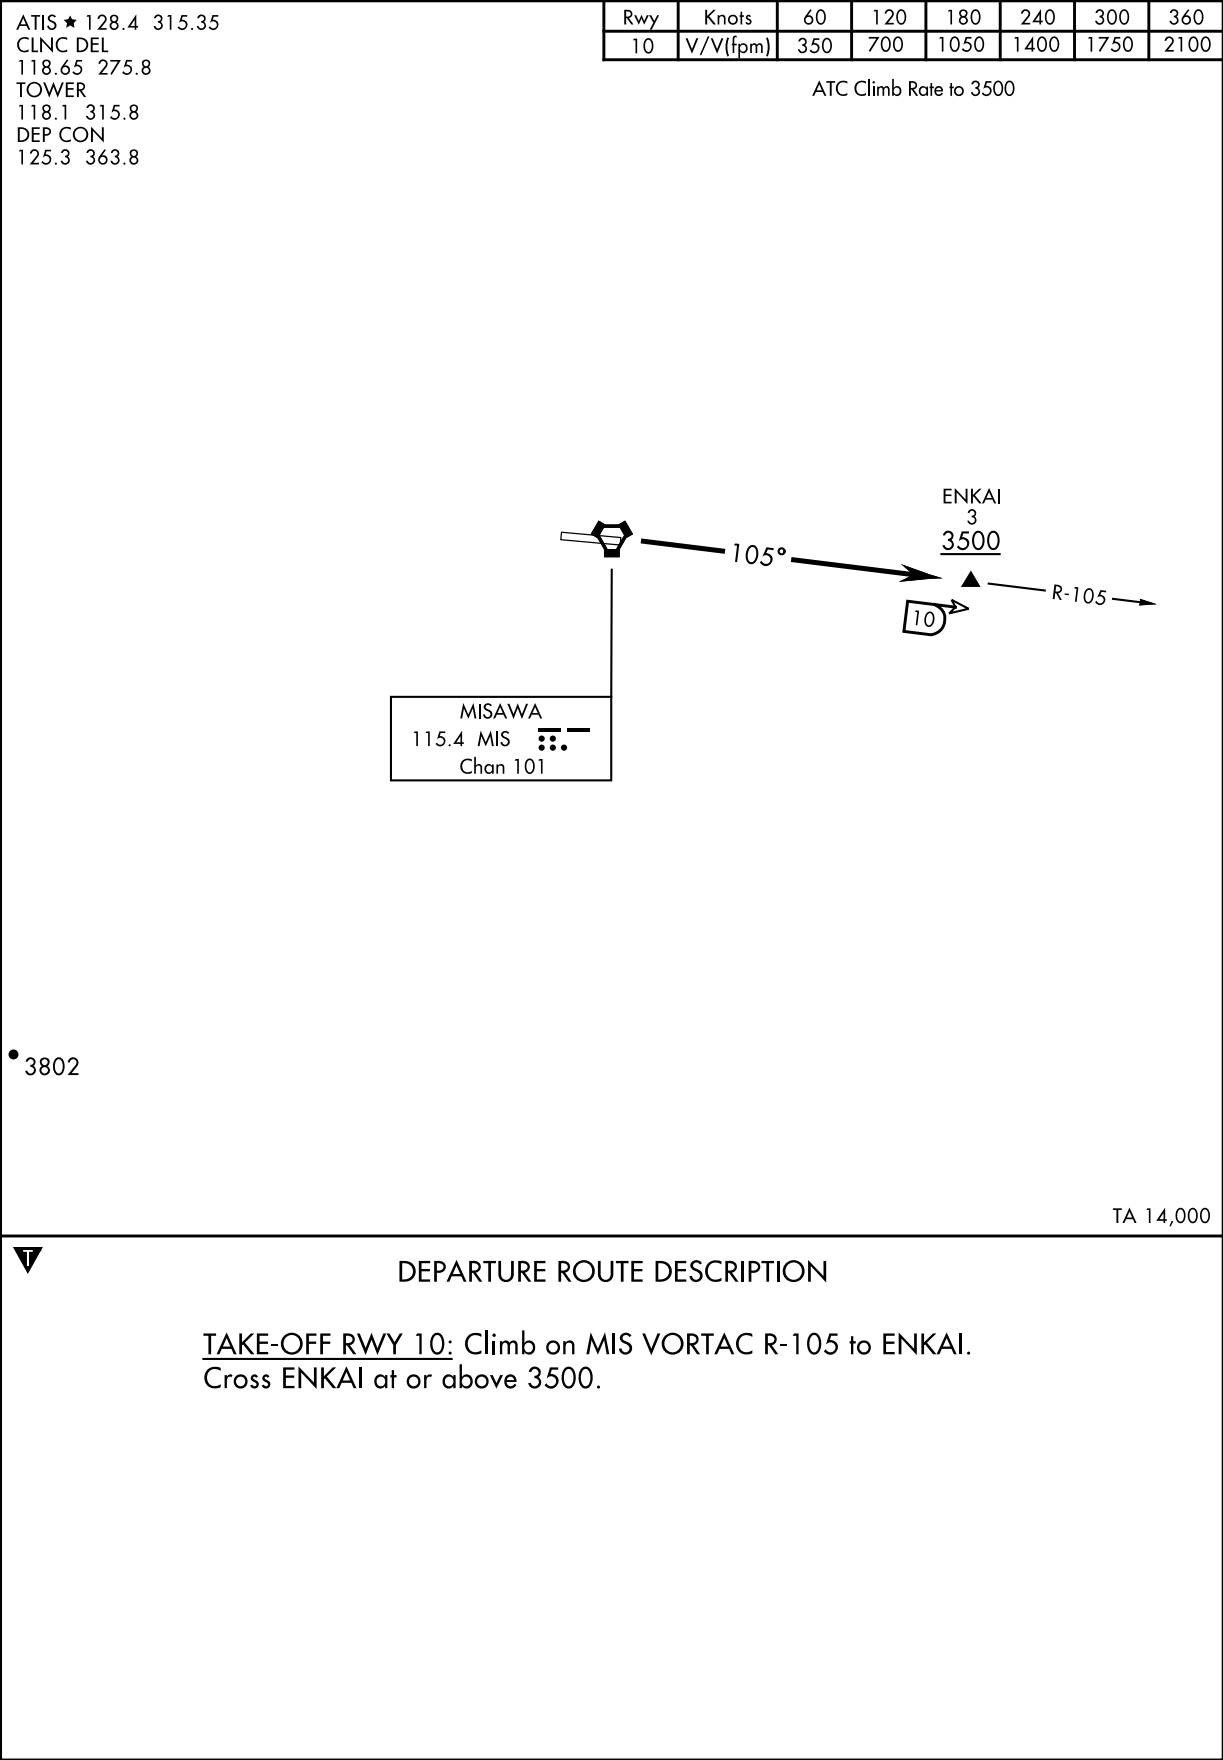 ATIS ★ 128.4 315.35
CLNC DEL
118.65 275.8
TOWER
118.1 315.8
DEP CON
125.3 363.8
Rwy Knots 60 120 180 240 300 360
10 V/V(fpm) 350 700 1050 1400 1750 2100
ATC Climb Rate to 3500
ENKAI
3
3500
105°
R-105
10
MISAWA
115.4 MIS
Chan 101
3802
TA 14,000
T
DEPARTURE ROUTE DESCRIPTION
TAKE-OFF RWY 10: Climb on MIS VORTAC R-105 to ENKAI.
Cross ENKAI at or above 3500.